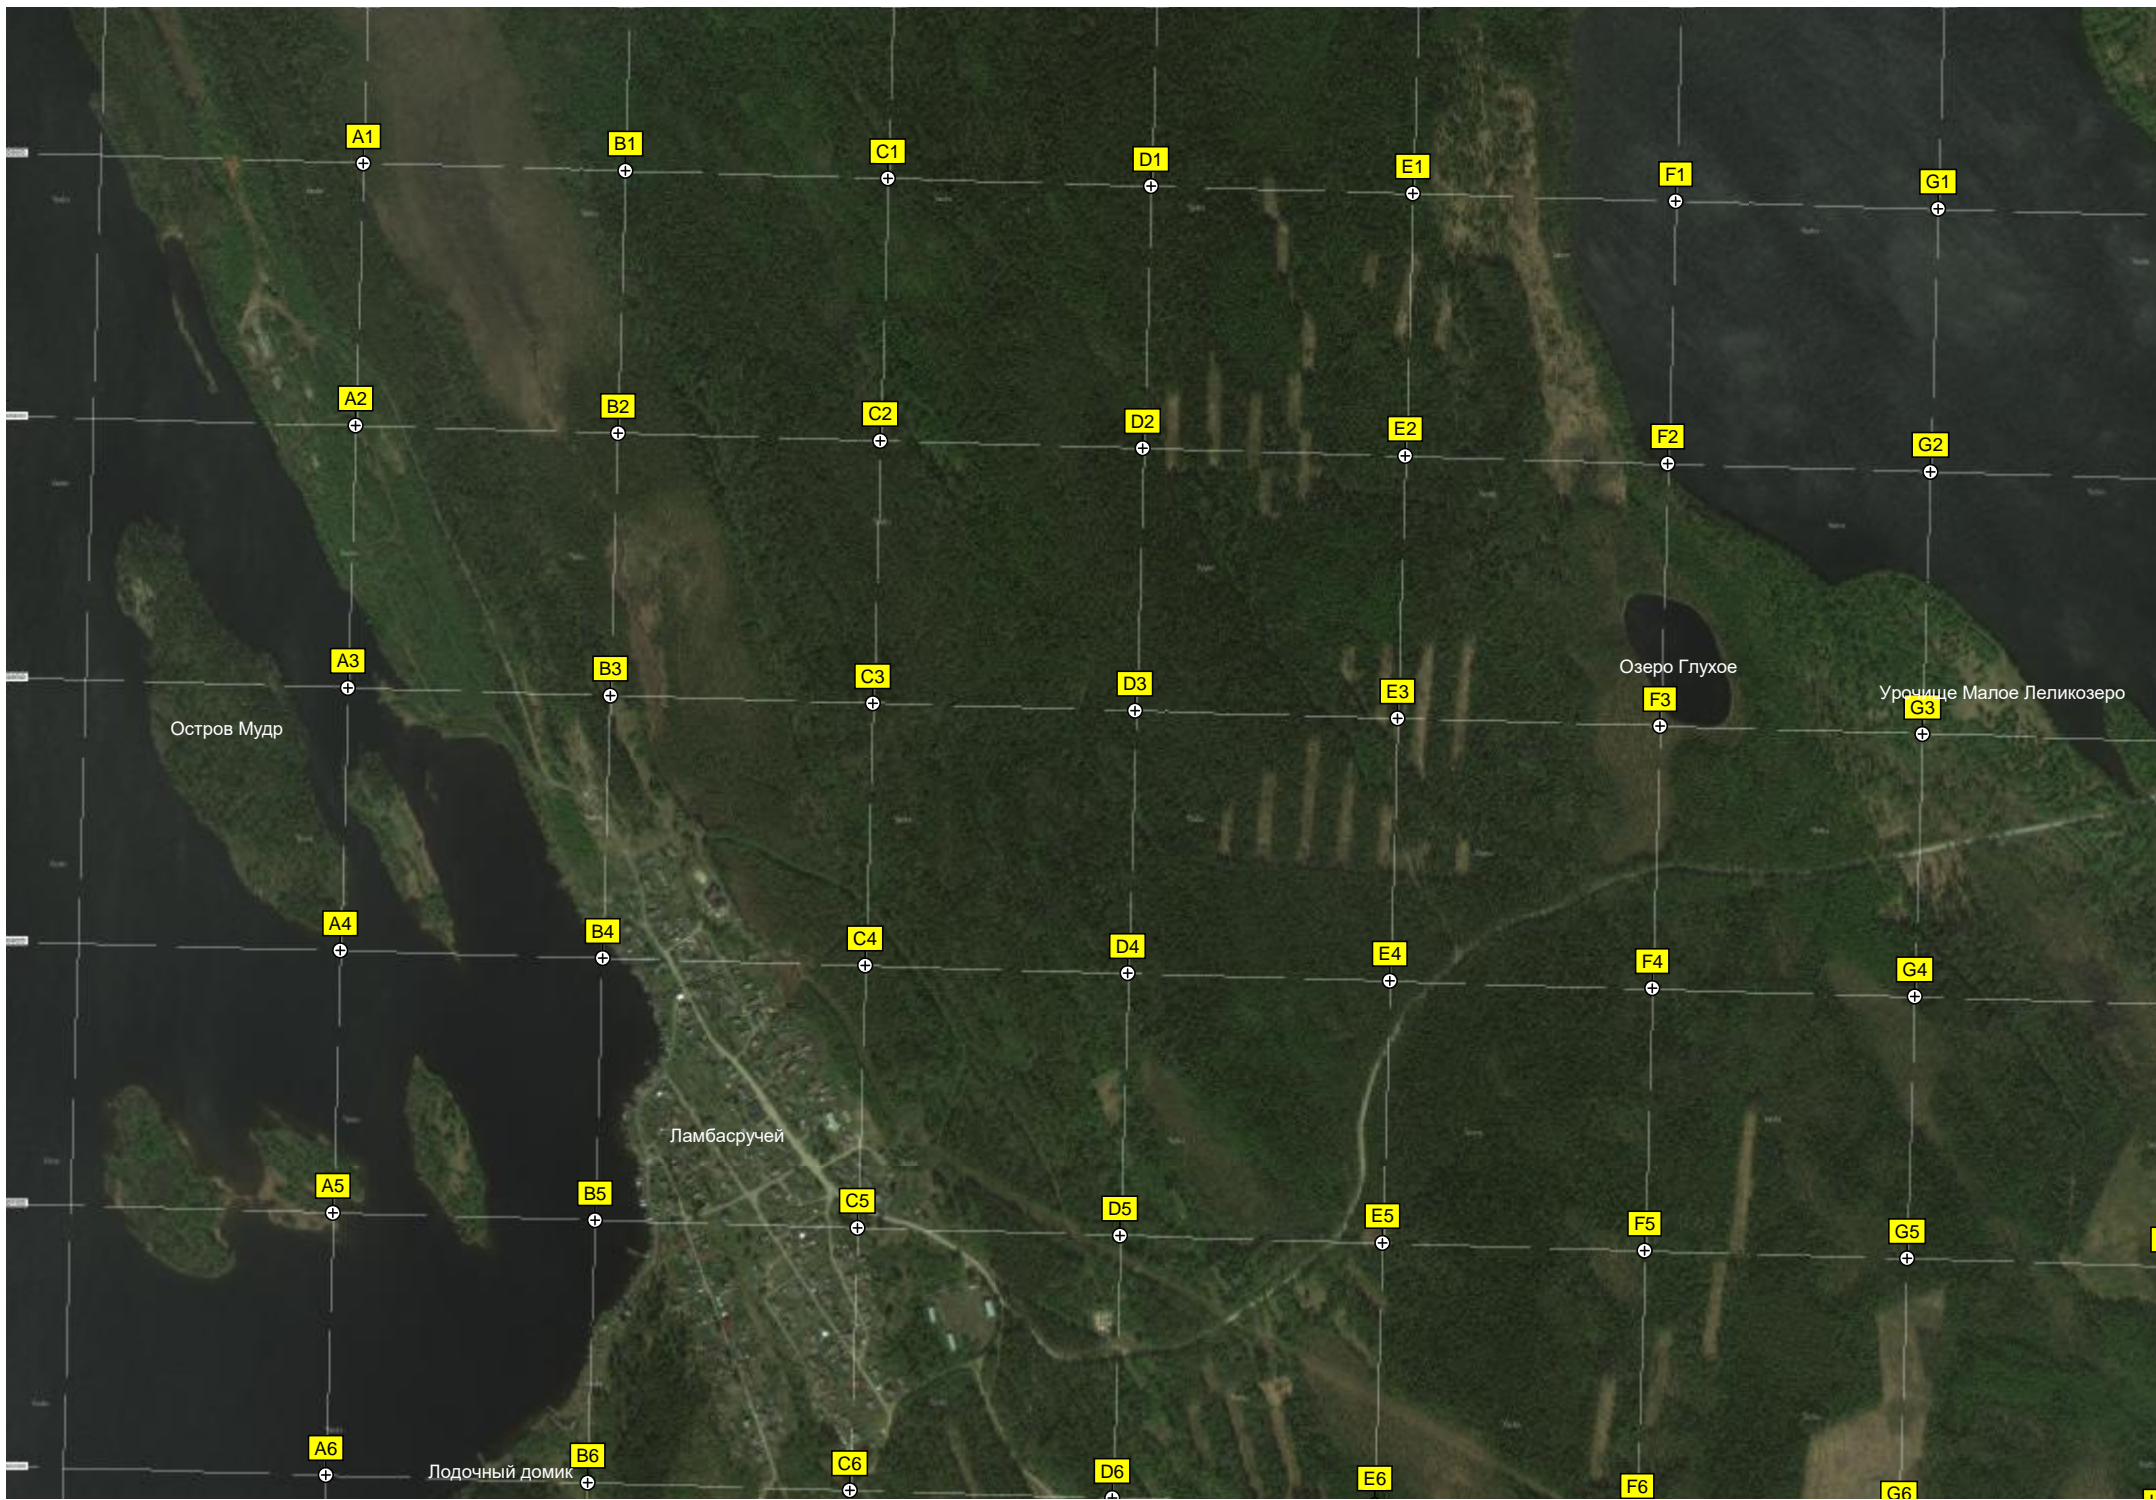 A1
B1
C1
D1
E1
F1
G1
A2
B2
C2
D2
E2
F2
G2
Озеро Глухое
A3
B3
C3
D3
E3
F3
Урочище Малое Леликозеро
G3
Остров Мудр
A4
B4
C4
D4
E4
F4
G4
Ламбасручей
A5
B5
C5
D5
E5
F5
G5
A6
Лодочный домик
B6
C6
D6
E6
F6
G6